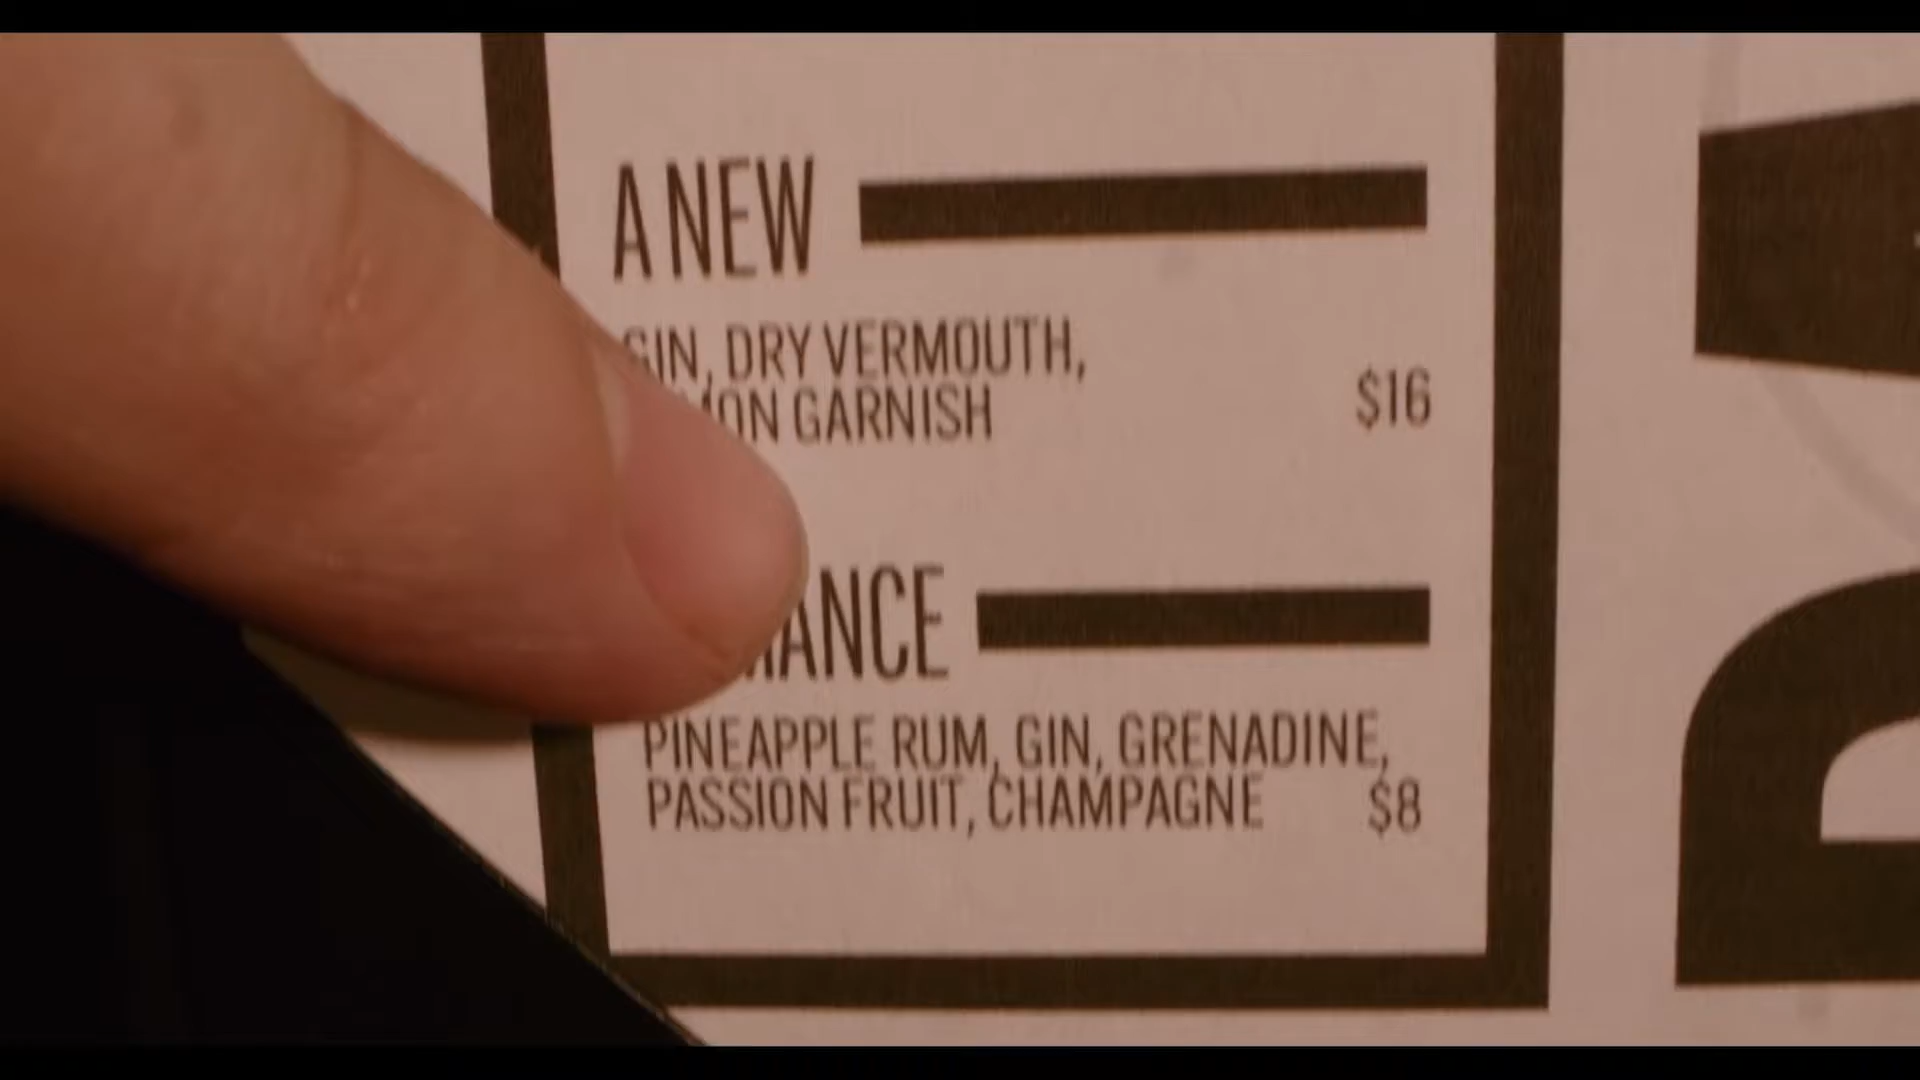 A NEW
GIN, DRY VERMOUTH,
GARNISH
$16
PINEAPPLE RUM, GIN, GRENADINE,
PASSION FRUIT, CHAMPAGNE $8